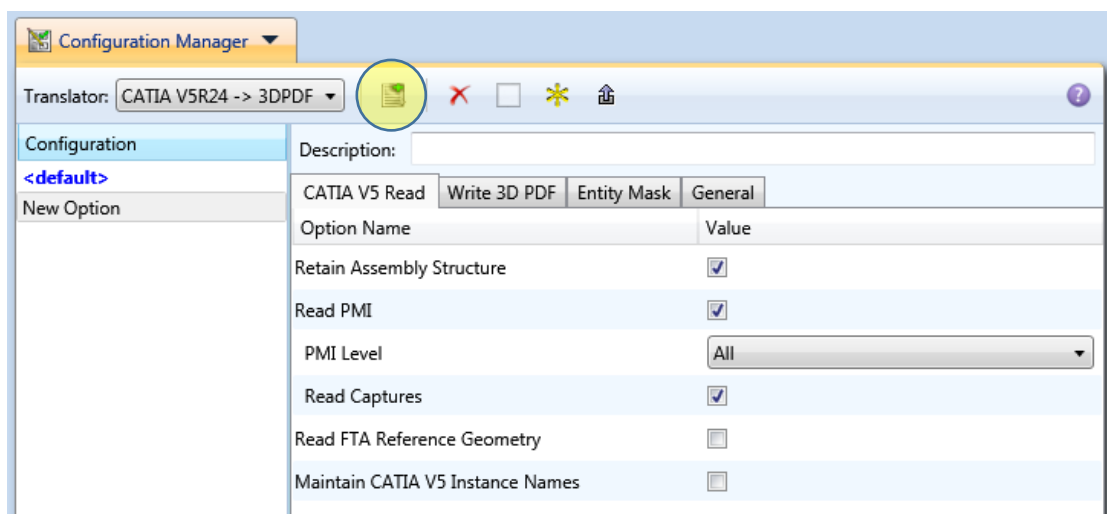 Configuration Manager
Translator: CATIA V5R24 -> 3DPDF
?
Configuration
<default>
New Option
Description:
CATIA V5 Read Write 3D PDF Entity Mask General
Option Name Value
Retain Assembly Structure
Read PMI
PMI Level All
Read Captures
Read FTA Reference Geometry
Maintain CATIA V5 Instance Names